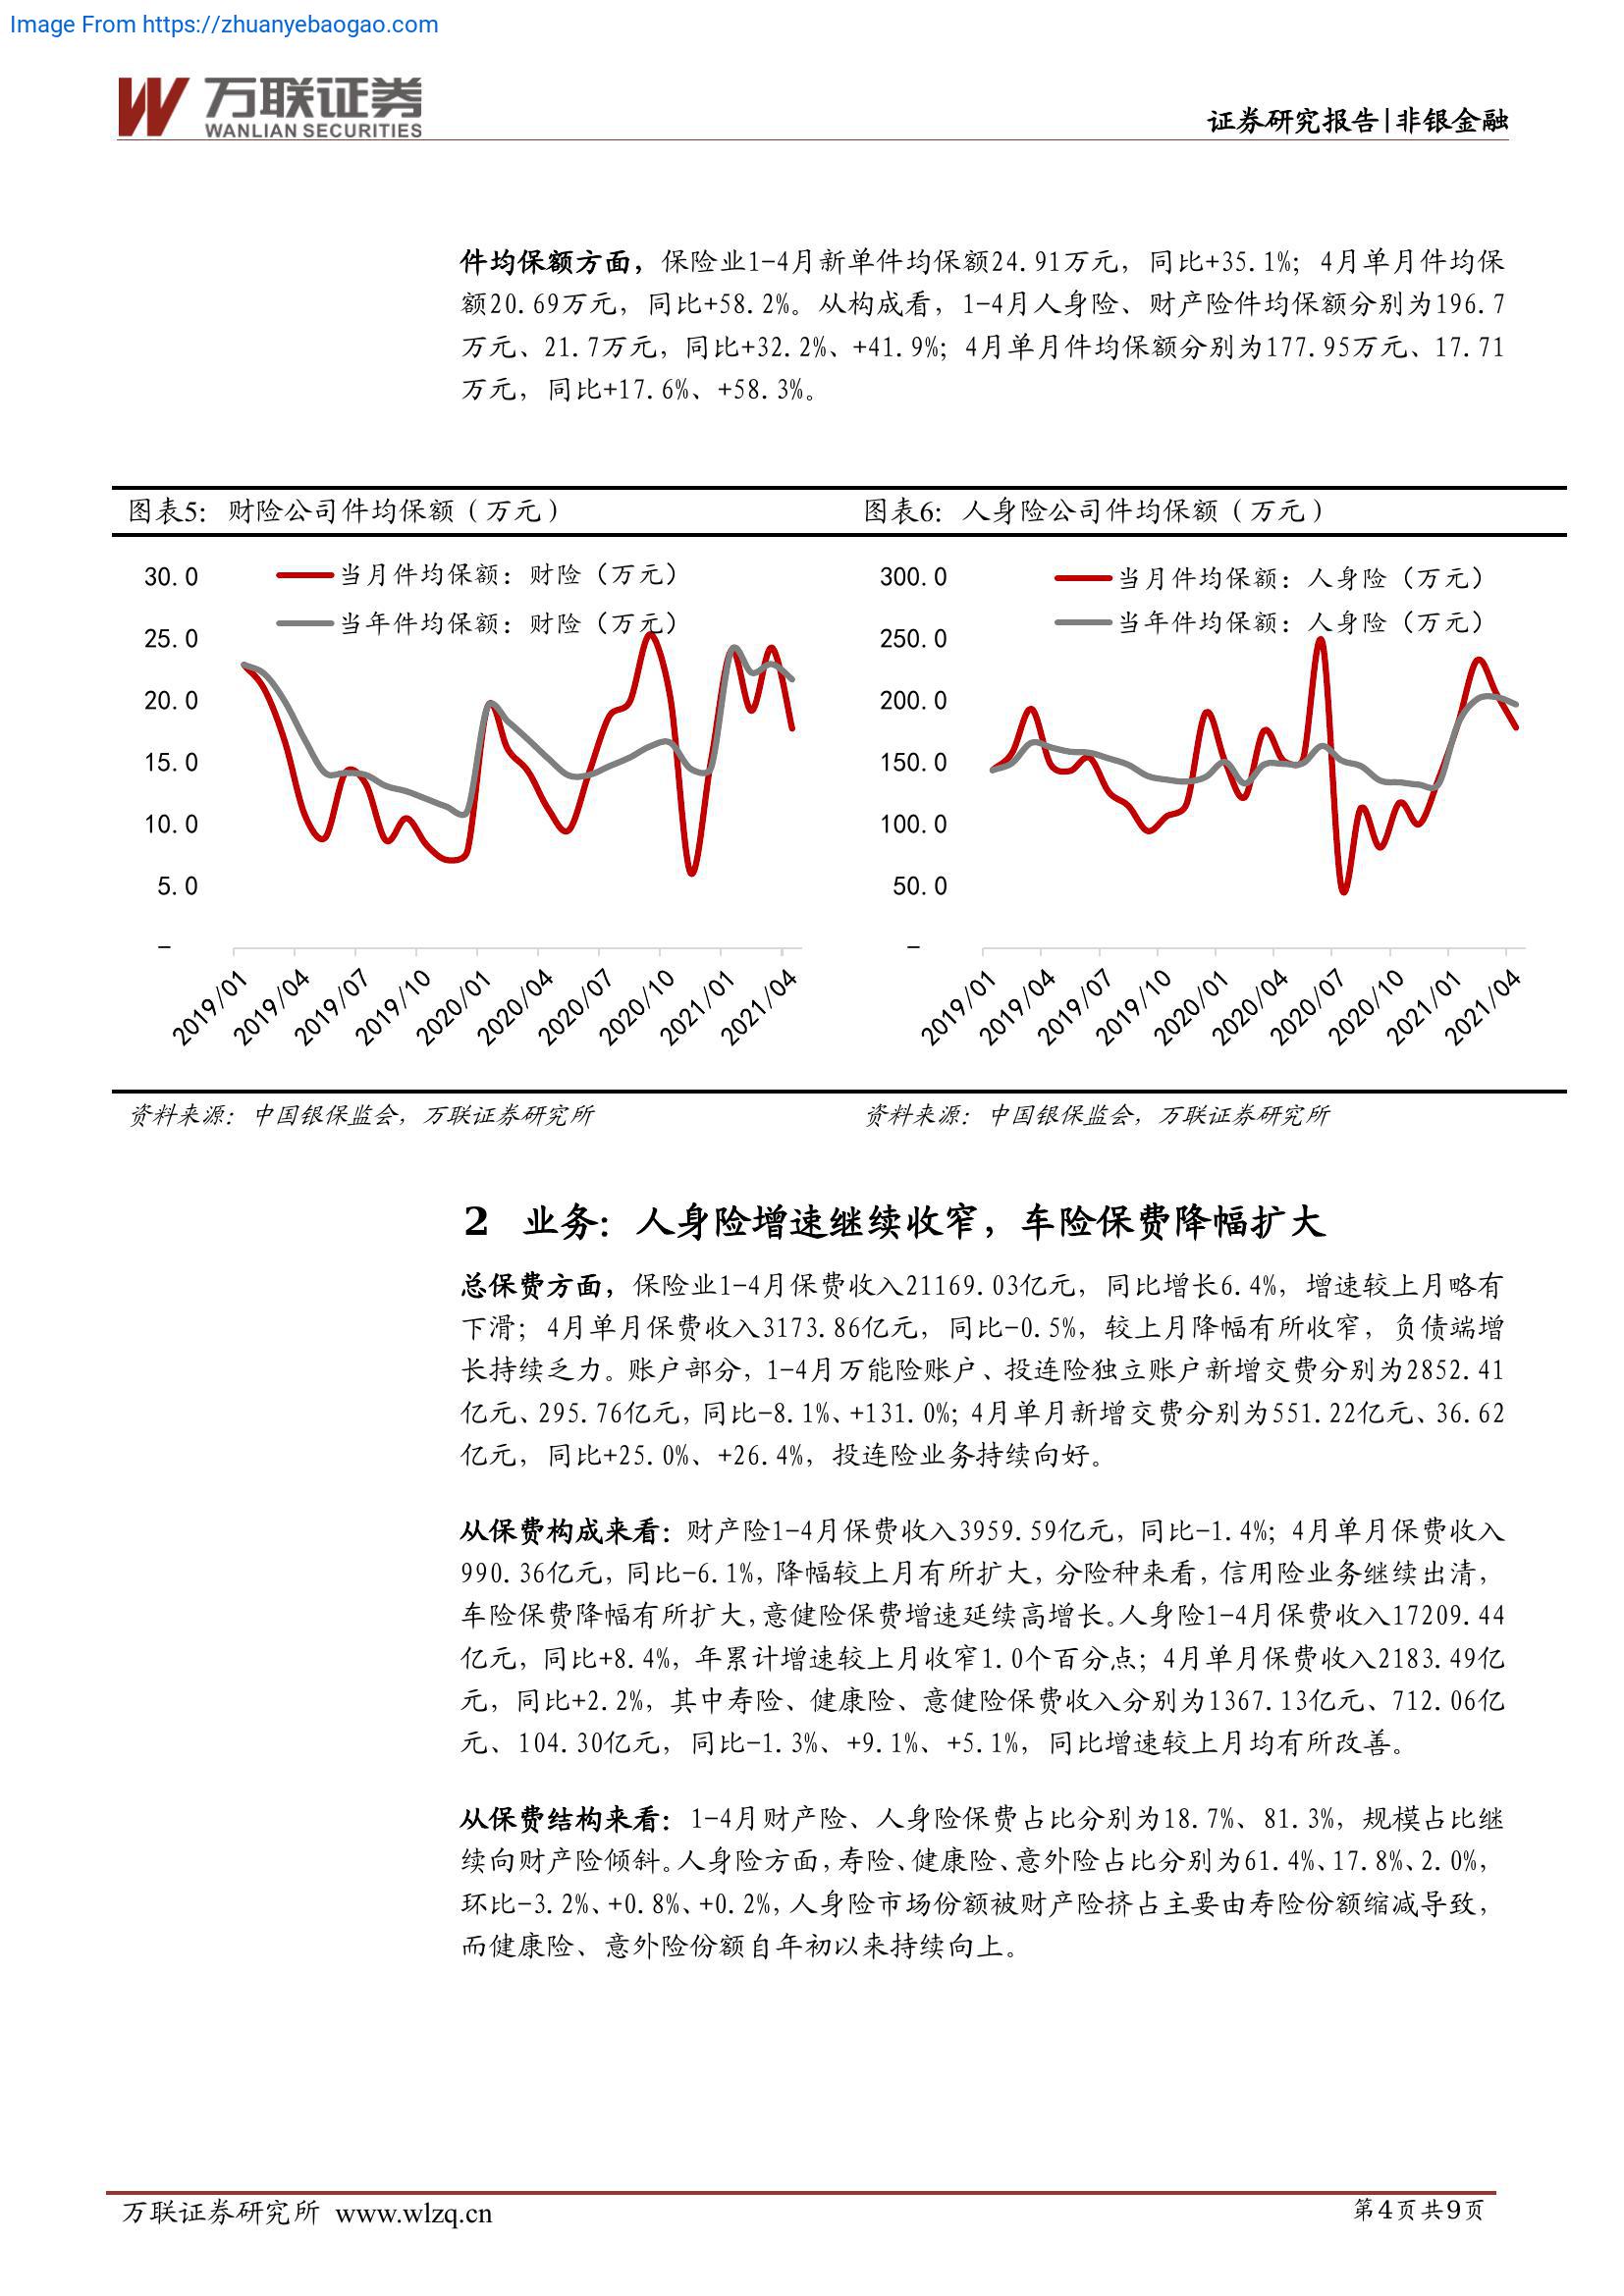 Image From https://zhuanyebaogao.com
万联证券
WANLIAN SECURITIES
证券研究报告|非银金融
件均保额方面，保险业1-4月新单件均保额24.91万元，同比+35.1%；4月单月件均保
额20.69万元，同比+58.2%。从构成看，1-4月人身险、财产险件均保额分别为196.7
万元、21.7万元，同比+32.2%、+41.9%；4月单月件均保额分别为177.95万元、17.71
万元，同比+17.6%、+58.3%。
图表5：财险公司件均保额（万元）
30.0
25.0
20.0
15.0
10.0
5.0
-
当月件均保额：财险（万元）
当年件均保额：财险（万元）
2019/01
2019/04
2019/07
2019/10
2020/01
2020/04
2020/07
2020/10
2021/01
2021/04
资料来源：中国银保监会，万联证券研究所
图表6：人身险公司件均保额（万元）
300.0
250.0
200.0
150.0
100.0
50.0
-
当月件均保额：人身险（万元）
当年件均保额：人身险（万元）
2019/01
2019/04
2019/07
2019/10
2020/01
2020/04
2020/07
2020/10
2021/01
2021/04
资料来源：中国银保监会，万联证券研究所
2 业务：人身险增速继续收窄，车险保费降幅扩大
总保费方面，保险业1-4月保费收入21169.03亿元，同比增长6.4%，增速较上月略有
下滑；4月单月保费收入3173.86亿元，同比-0.5%，较上月降幅有所收窄，负债端增
长持续乏力。账户部分，1-4月万能险账户、投连险独立账户新增交费分别为2852.41
亿元、295.76亿元，同比-8.1%、+131.0%；4月单月新增交费分别为551.22亿元、36.62
亿元，同比+25.0%、+26.4%，投连险业务持续向好。
从保费构成来看：财产险1-4月保费收入3959.59亿元，同比-1.4%；4月单月保费收入
990.36亿元，同比-6.1%，降幅较上月有所扩大，分险种来看，信用险业务继续出清，
车险保费降幅有所扩大，意健险保费增速延续高增长。人身险1-4月保费收入17209.44
亿元，同比+8.4%，年累计增速较上月收窄1.0个百分点；4月单月保费收入2183.49亿
元，同比+2.2%，其中寿险、健康险、意健险保费收入分别为1367.13亿元、712.06亿
元、104.30亿元，同比-1.3%、+9.1%、+5.1%，同比增速较上月均有所改善。
从保费结构来看：1-4月财产险、人身险保费占比分别为18.7%、81.3%，规模占比继
续向财产险倾斜。人身险方面，寿险、健康险、意外险占比分别为61.4%、17.8%、2.0%，
环比-3.2%、+0.8%、+0.2%，人身险市场份额被财产险挤占主要由寿险份额缩减导致，
而健康险、意外险份额自年初以来持续向上。
万联证券研究所 www.wlzq.cn
第4页共9页